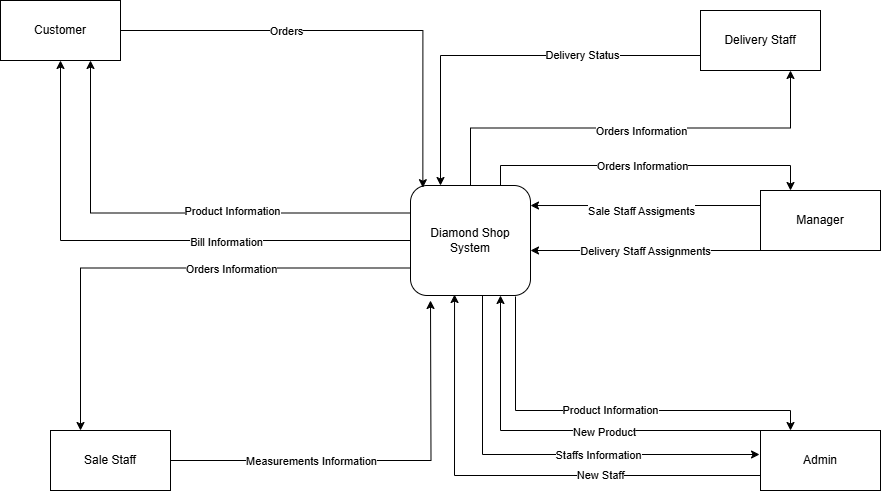 Customer
Orders
Delivery Staff
Delivery Status
Orders Information
Orders Information
Product Information
Sale Staff Assigments
Manager
Diamond Shop
System
Bill Information
Delivery Staff Assignments
Orders Information
Product Information
New Product
Sale Staff
Measurements Information
Staffs Information
Admin
New Staff